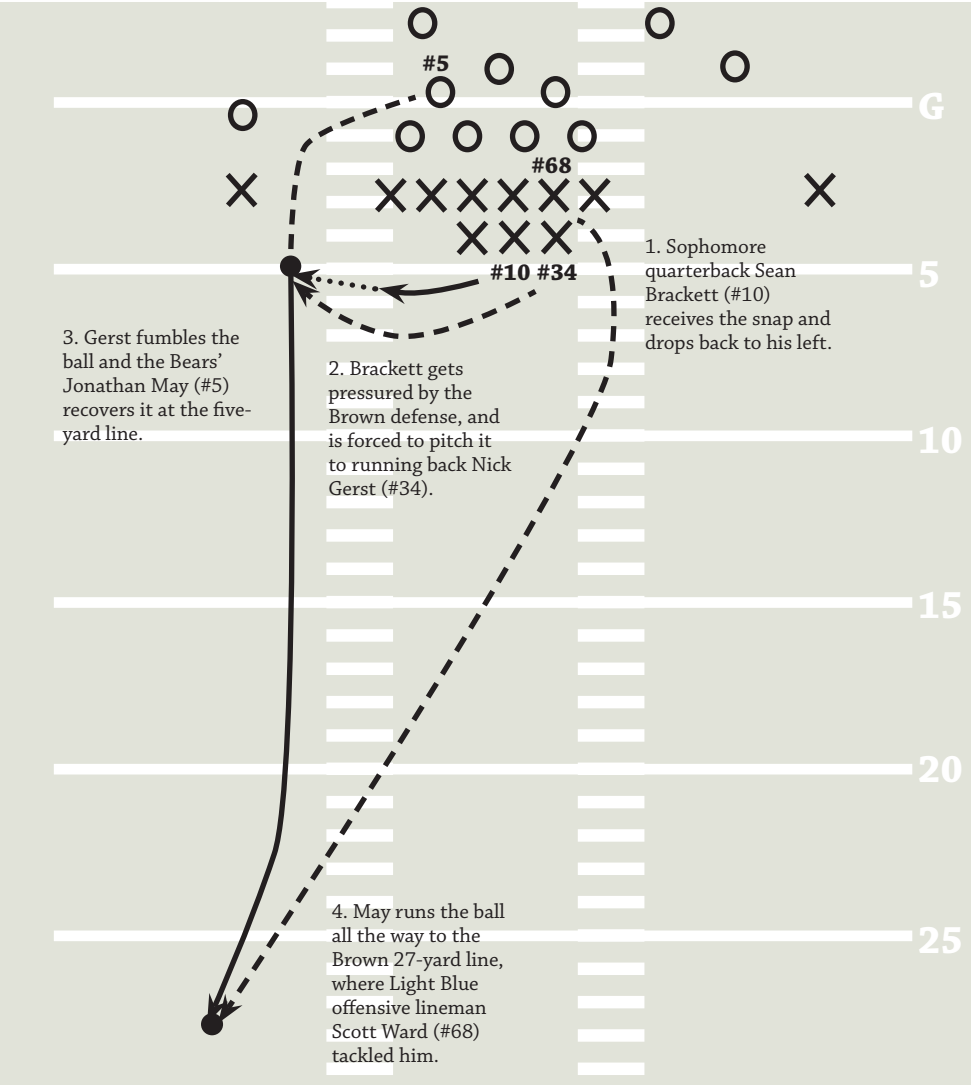 #5
G
#68
#10 #34
5
1. Sophomore
quarterback Sean
Brackett (#10)
receives the snap and
drops back to his left.
2. Brackett gets
pressured by the
Brown defense, and
is forced to pitch it
to running back Nick
Gerst (#34).
3. Gerst fumbles the
ball and the Bears’
Jonathan May (#5)
recovers it at the five-
yard line.
10
15
20
25
4. May runs the ball
all the way to the
Brown 27-yard line,
where Light Blue
offensive lineman
Scott Ward (#68)
tackled him.